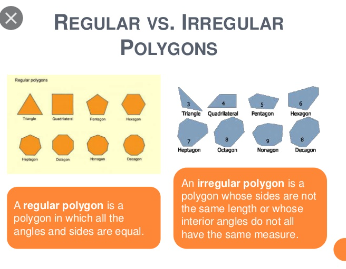 REGULAR VS. IRREGULAR
POLYGONS
Regular polygons
Triangle Quadrilateral Pentagon Hexagon
Heptagon Octagon Nonagon Decagon
3 4 5 6
Triangle Quadrilateral Pentagon Hexagon
7 8 9
Heptagon Octagon Nonagon Decagon
A regular polygon is a
polygon in which all the
angles and sides are equal.
An irregular polygon is a
polygon whose sides are not
the same length or whose
interior angles do not all
have the same measure.